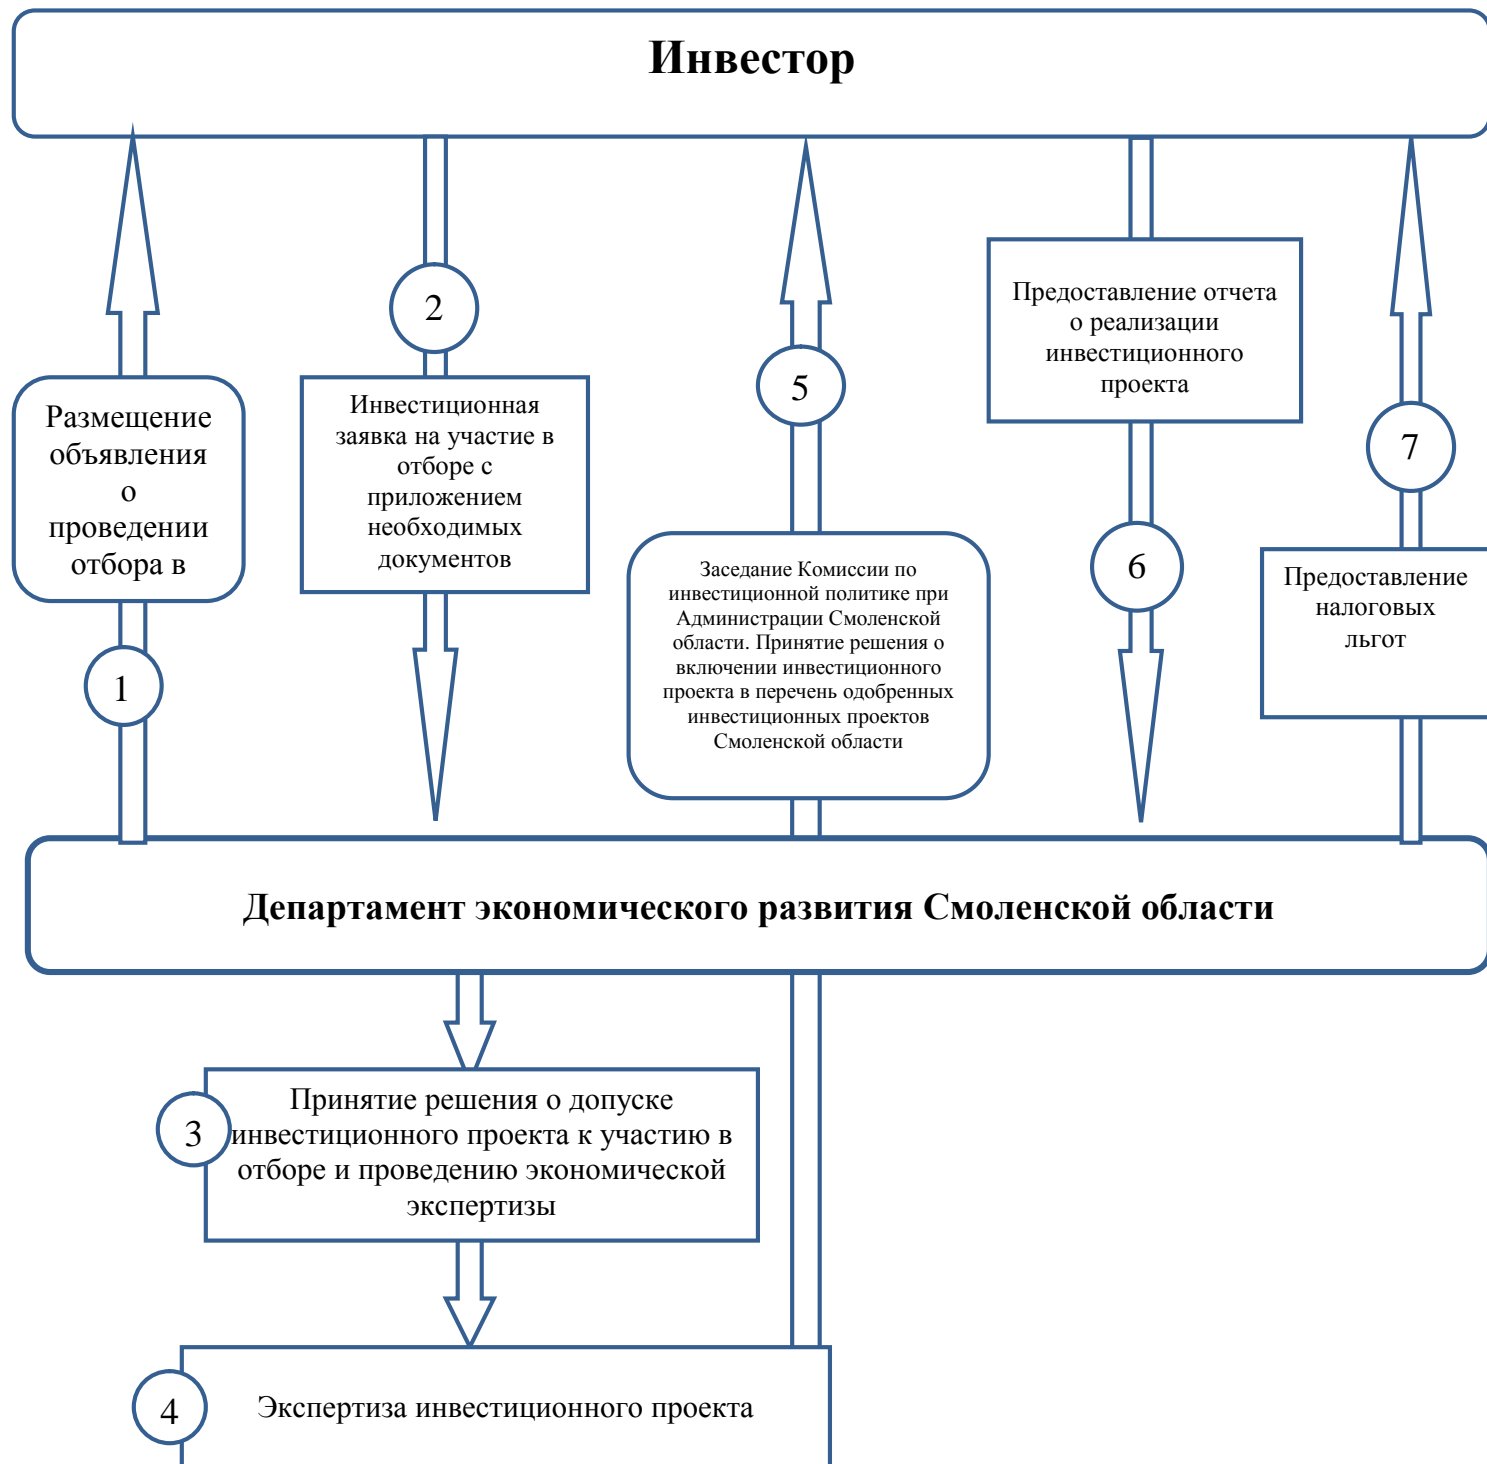 Инвестор
1
Размещение
объявления
о
проведении
отбора в
2
Инвестиционная
заявка на участие в
отборе с
приложением
необходимых
документов
5
Заседание Комиссии по
инвестиционной политике при
Администрации Смоленской
области. Принятие решения о
включении инвестиционного
проекта в перечень одобренных
инвестиционных проектов
Смоленской области
Предоставление отчета
о реализации
инвестиционного
проекта
6
7
Предоставление
налоговых
льгот
Департамент экономического развития Смоленской области
3
Принятие решения о допуске
инвестиционного проекта к участию в
отборе и проведению экономической
экспертизы
4
Экспертиза инвестиционного проекта